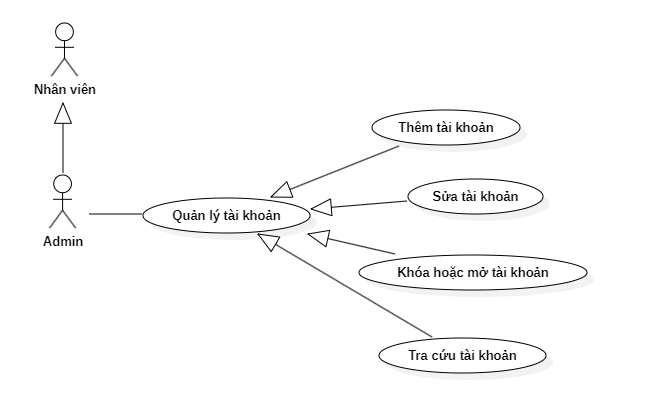 Nhân viên
Thêm tài khoản
Sửa tài khoản
Quản lý tài khoản
Admin
Khóa hoặc mở tài khoản
Tra cứu tài khoản